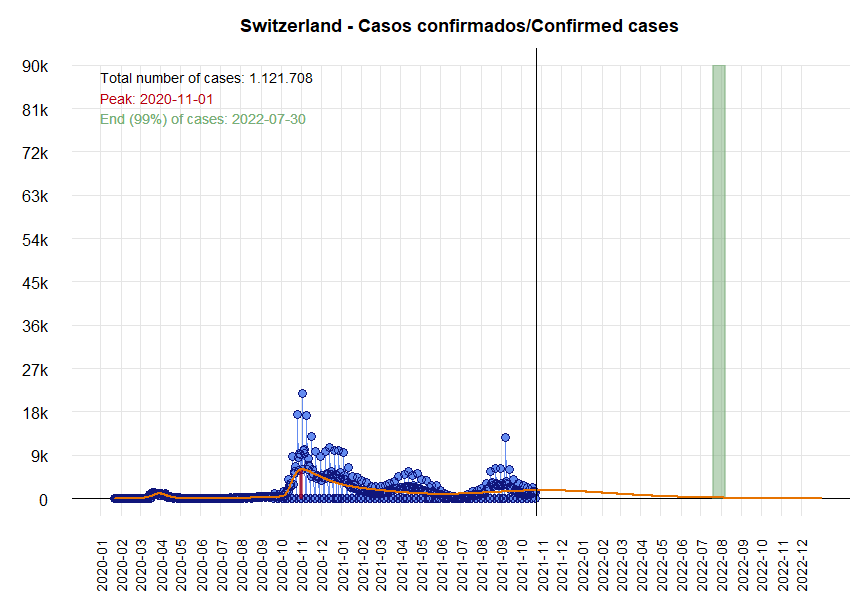 Switzerland - Casos confirmados/Confirmed cases
90k
81k
72k
63k
54k
45k
36k
27k
18k
9k
0
Total number of cases: 1.121.708
Peak: 2020-11-01
End (99%) of cases: 2022-07-30
2020-01
2020-02
2020-03
2020-04
2020-05
2020-06
2020-07
2020-08
2020-09
2020-10
2020-11
2020-12
2021-01
2021-02
2021-03
2021-04
2021-05
2021-06
2021-07
2021-08
2021-09
2021-10
2021-11
2021-12
2022-01
2022-02
2022-03
2022-04
2022-05
2022-06
2022-07
2022-08
2022-09
2022-10
2022-11
2022-12